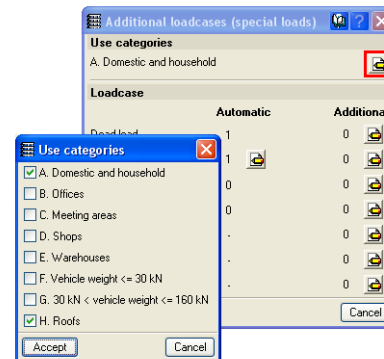 Additional loadcases (special loads)
Use categories
A. Domestic and household
Loadcase
Automatic Additional
Dead load 1 0
1 0
0 0
0 0
. 0
. 0
. 0
Cancel
Use categories
A. Domestic and household
B. Offices
C. Meeting areas
D. Shops
E. Warehouses
F. Vehicle weight <= 30 kN
G. 30 kN < vehicle weight <= 160 kN
H. Roofs
Accept Cancel